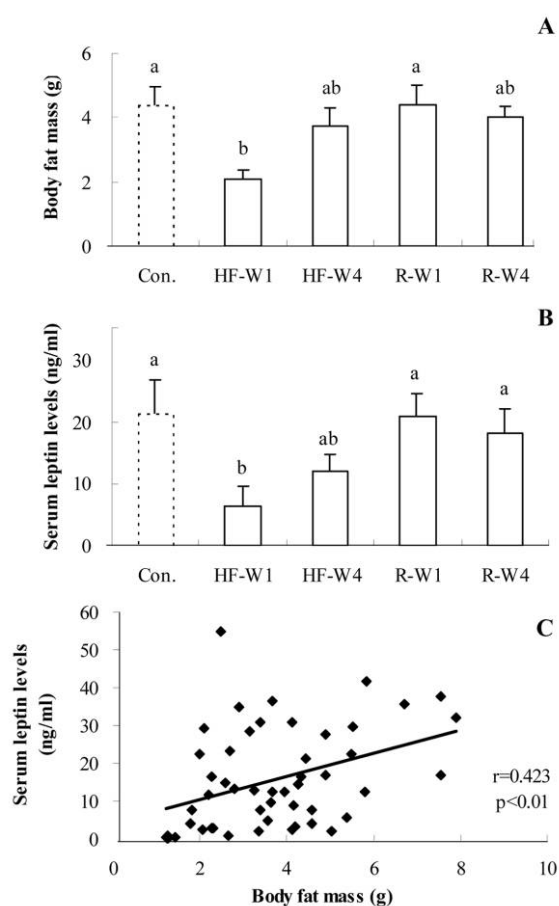 A
Body fat mass (g)
6
4
2
0
a
b
ab
a
ab
Con.
HF-W1
HF-W4
R-W1
R-W4
B
Serum leptin levels (ng/ml)
30
20
10
0
a
b
ab
a
a
Con.
HF-W1
HF-W4
R-W1
R-W4
C
Serum leptin levels
(ng/ml)
60
50
40
30
20
10
0
r=0.423
p<0.01
0
2
4
6
8
10
Body fat mass (g)